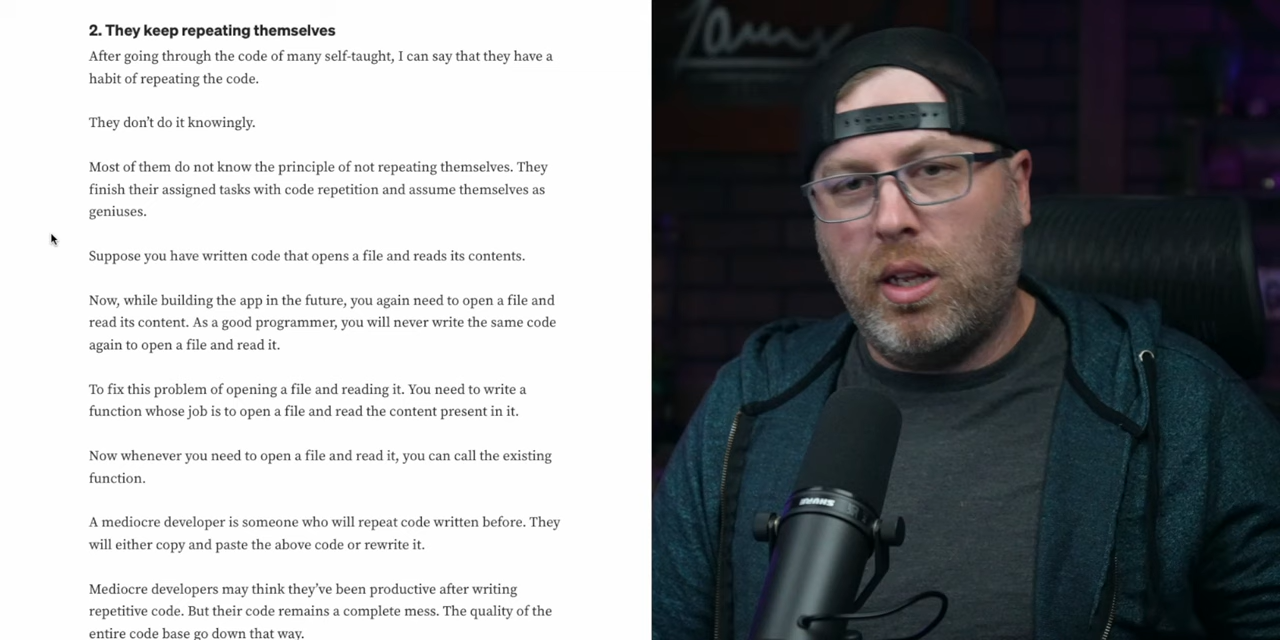 2. They keep repeating themselves
After going through the code of many self-taught, I can say that they have a
habit of repeating the code.
They don’t do it knowingly.
Most of them do not know the principle of not repeating themselves. They
finish their assigned tasks with code repetition and assume themselves as
geniuses.
Suppose you have written code that opens a file and reads its contents.
Now, while building the app in the future, you again need to open a file and
read its content. As a good programmer, you will never write the same code
again to open a file and read it.
To fix this problem of opening a file and reading it. You need to write a
function whose job is to open a file and read the content present in it.
Now whenever you need to open a file and read it, you can call the existing
function.
A mediocre developer is someone who will repeat code written before. They
will either copy and paste the above code or rewrite it.
Mediocre developers may think they’ve been productive after writing
repetitive code. But their code remains a complete mess. The quality of the
entire code base go down that way.
SHURE